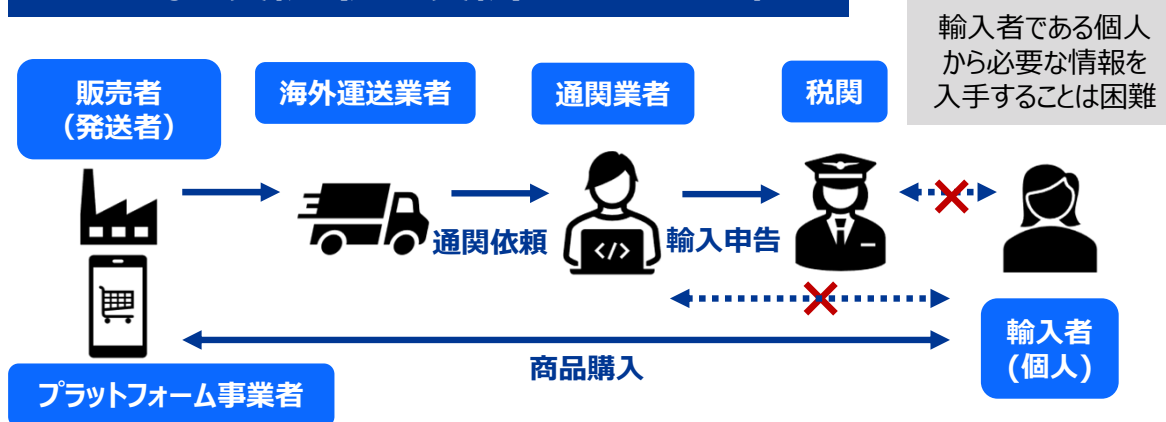 輸入者である個人
から必要な情報を
入手することは困難
販売者
（発送者）
海外運送業者
通関業者
税関
通関依頼
</>
輸入申告
商品購入
輸入者
(個人)
プラットフォーム事業者